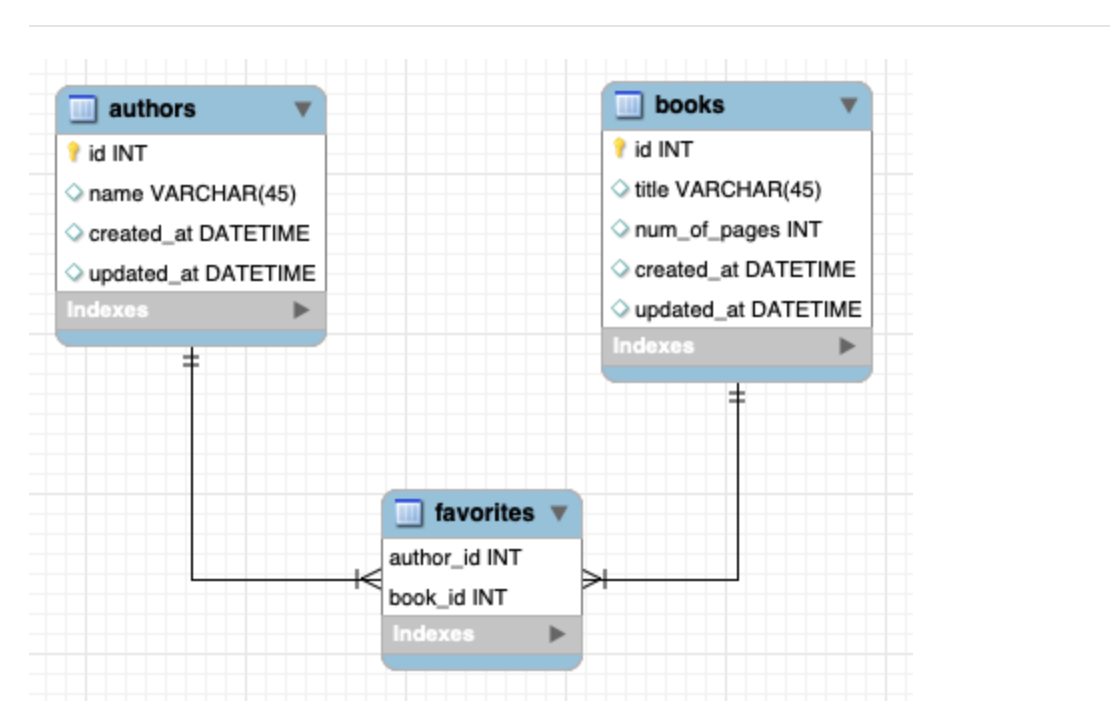 authors
id INT
name VARCHAR(45)
created_at DATETIME
updated_at DATETIME
Indexes
books
id INT
title VARCHAR(45)
num_of_pages INT
created_at DATETIME
updated_at DATETIME
Indexes
favorites
author_id INT
book_id INT
Indexes